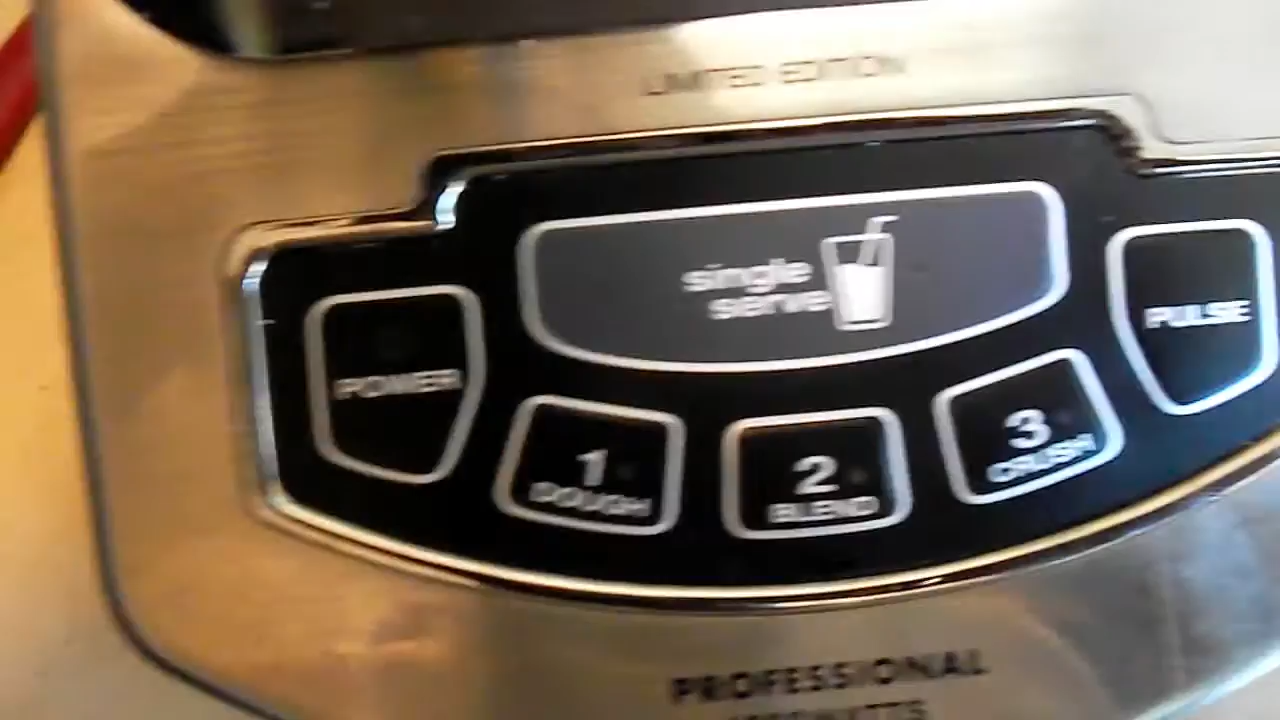 LIMITED EDITION
single
serve
POWER
PULSE
1
DOUGH
2
BLEND
3
CRUSH
PROFESSIONAL